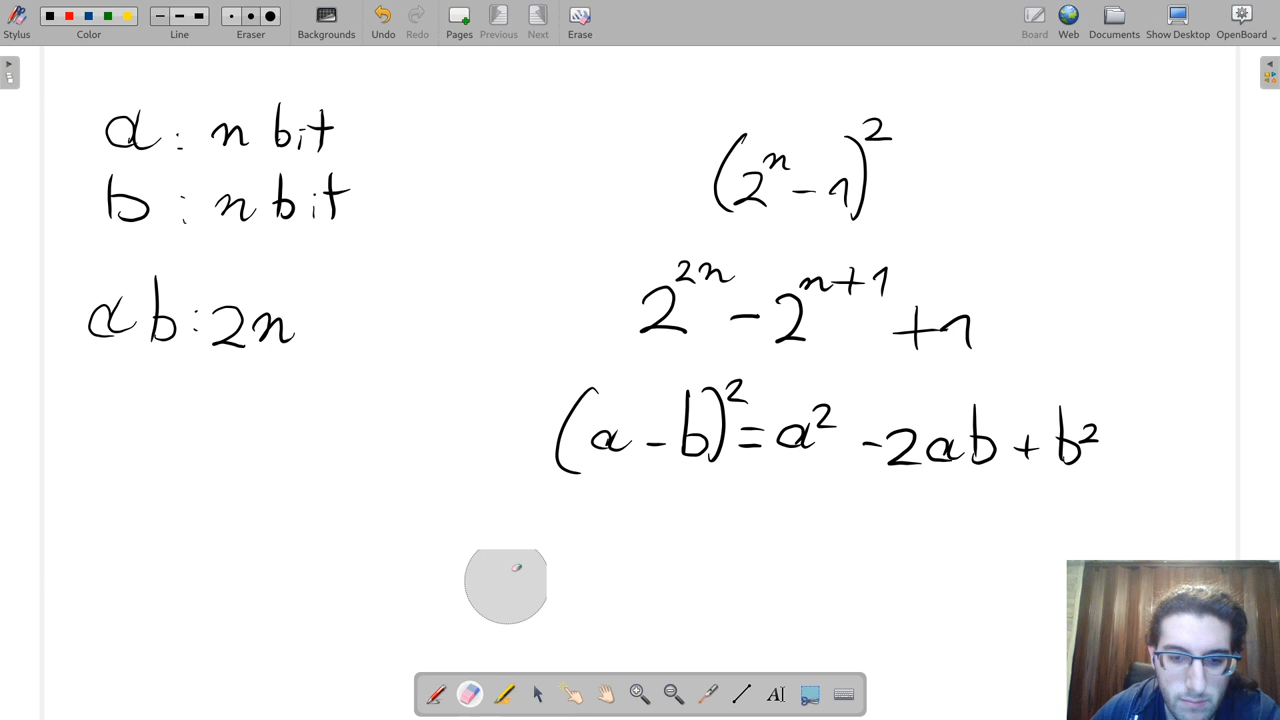 Stylus Color Line Eraser Backgrounds Undo Redo Pages Previous Next Erase Board Web Documents Show Desktop OpenBoard
a: n bit
b: n bit
ab: 2n
(2^n - 1)^2
2^{2n} - 2^{n+1} + 1
(a - b)^2 = a^2 - 2ab + b^2
AI